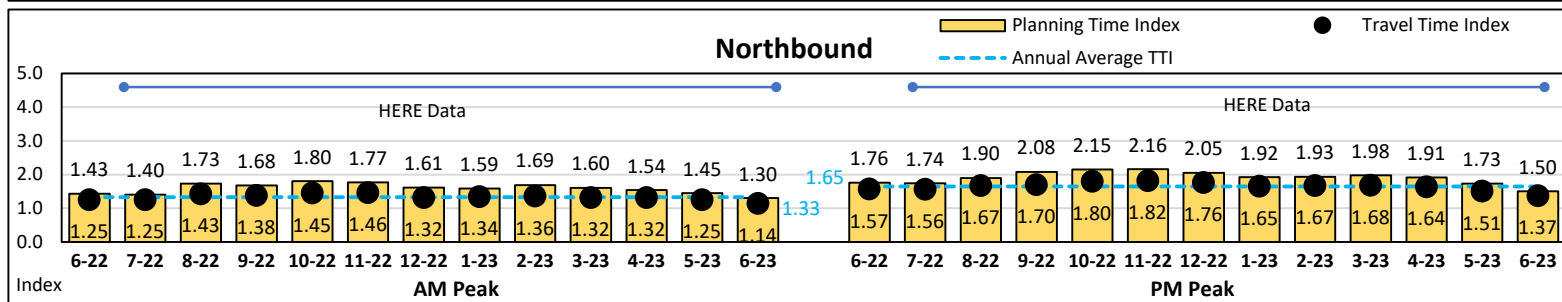 Planning Time Index
Travel Time Index
Northbound
Annual Average TTI
5.0
4.0
3.0
2.0
1.0
0.0
HERE Data
HERE Data
1.43 1.40 1.73 1.68 1.80 1.77 1.61 1.59 1.69 1.60 1.54 1.45 1.30
1.76 1.74 1.90 2.08 2.15 2.16 2.05 1.92 1.93 1.98 1.91 1.73 1.50
1.65
1.33
1.25 1.25 1.43 1.38 1.45 1.46 1.32 1.34 1.36 1.32 1.32 1.25 1.14
1.57 1.56 1.67 1.70 1.80 1.82 1.76 1.65 1.67 1.68 1.64 1.51 1.37
6-22 7-22 8-22 9-22 10-22 11-22 12-22 1-23 2-23 3-23 4-23 5-23 6-23
6-22 7-22 8-22 9-22 10-22 11-22 12-22 1-23 2-23 3-23 4-23 5-23 6-23
Index
AM Peak
PM Peak